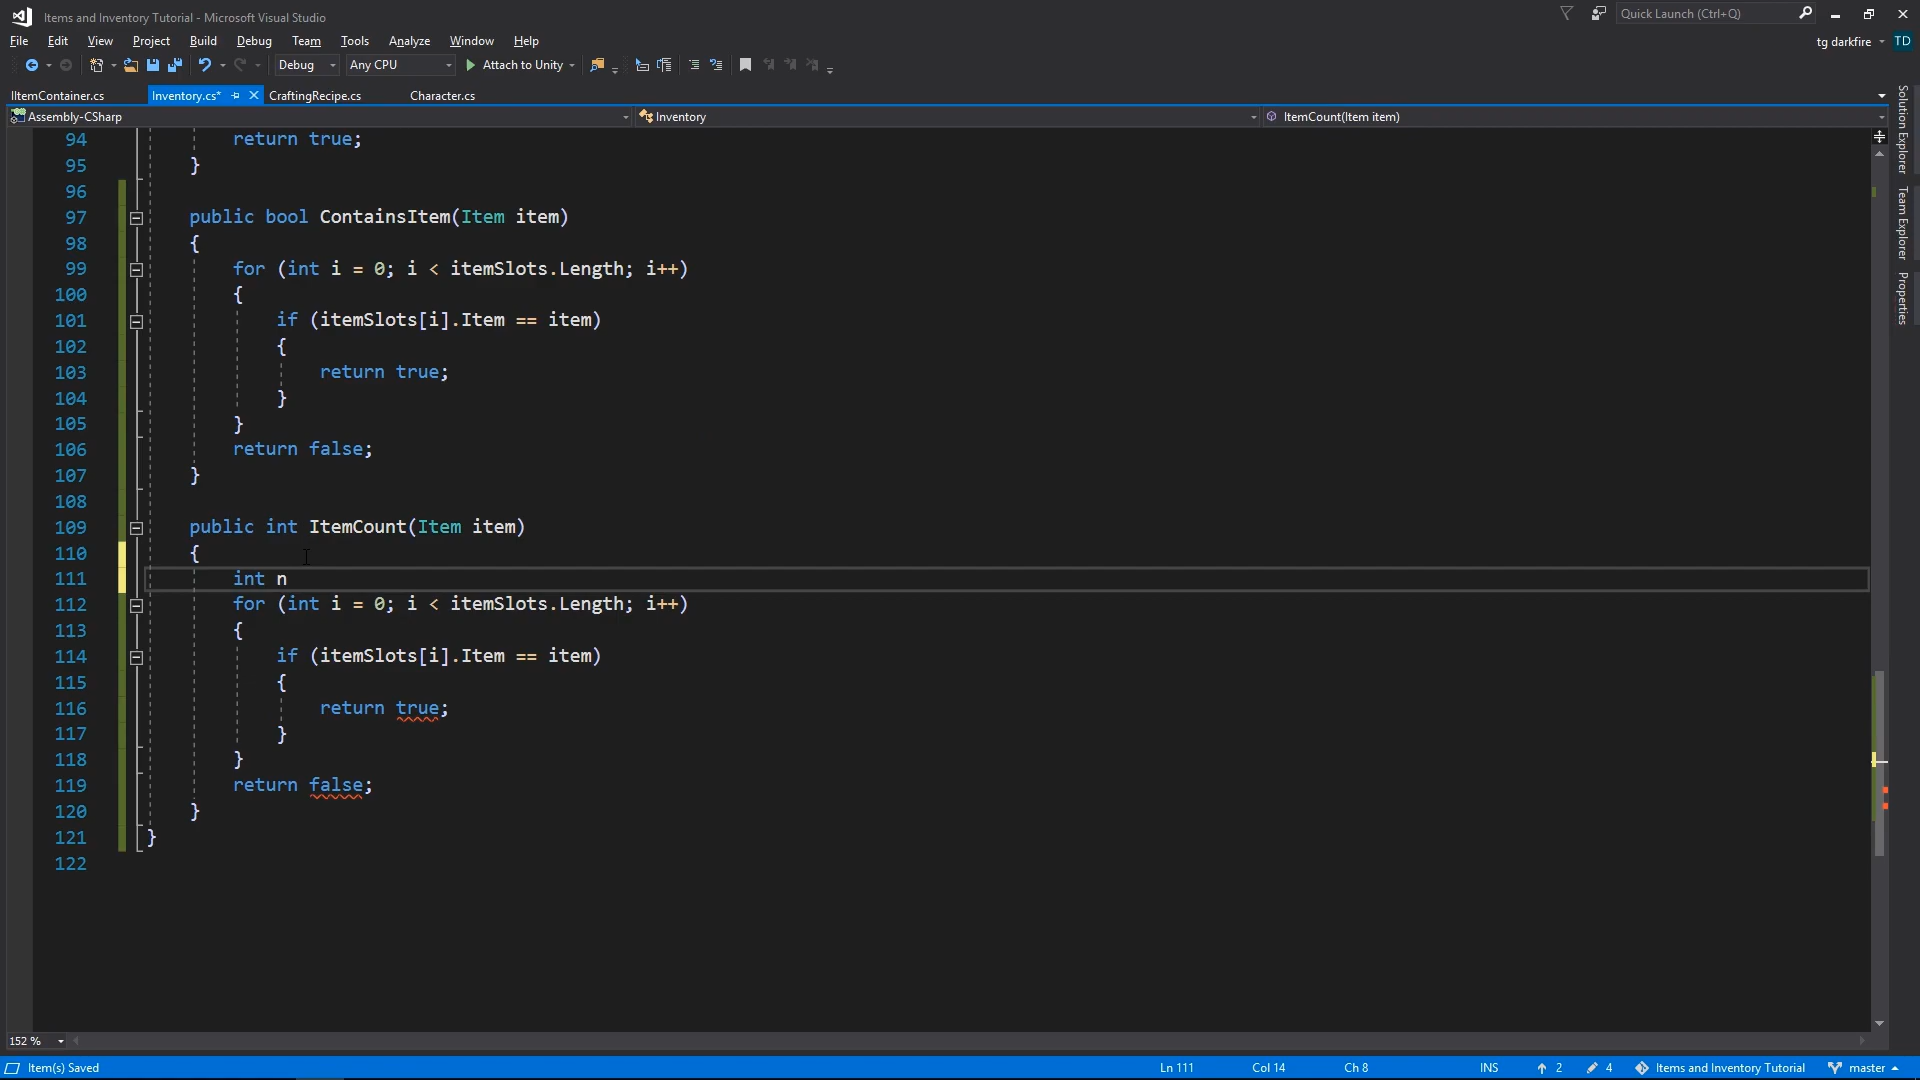 Items and Inventory Tutorial - Microsoft Visual Studio
Quick Launch (Ctrl+Q)
File Edit View Project Build Debug Team Tools Analyze Window Help
tg darkfire TD
Debug Any CPU Attach to Unity
IItemContainer.cs Inventory.cs* CraftingRecipe.cs Character.cs
Assembly-CSharp Inventory ItemCount(Item item)
94 return true;
95 }
96
97 public bool ContainsItem(Item item)
98 {
99 for (int i = 0; i < itemSlots.Length; i++)
100 {
101 if (itemSlots[i].Item == item)
102 {
103 return true;
104 }
105 }
106 return false;
107 }
108
109 public int ItemCount(Item item)
110 {
111 int n
112 for (int i = 0; i < itemSlots.Length; i++)
113 {
114 if (itemSlots[i].Item == item)
115 {
116 return true;
117 }
118 }
119 return false;
120 }
121 }
122
Solution Explorer
Team Explorer
Properties
152 %
Item(s) Saved Ln 111 Col 14 Ch 8 INS 2 4 Items and Inventory Tutorial master